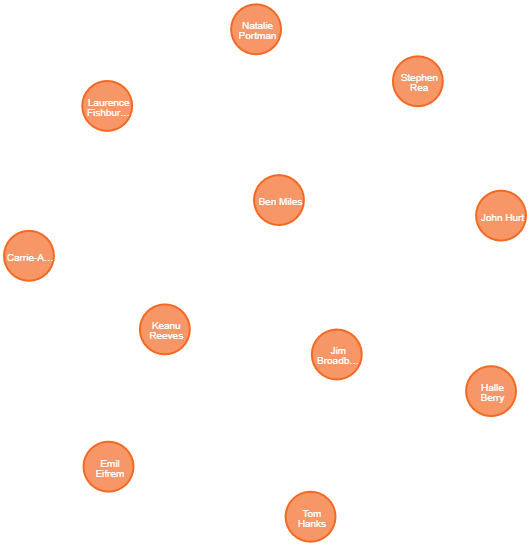 Natalie
Portman
Stephen
Rea
Laurence
Fishbur…
Ben Miles
John Hurt
Carrie-A…
Keanu
Reeves
Jim
Broadb…
Halle
Berry
Emil
Eifrem
Tom
Hanks